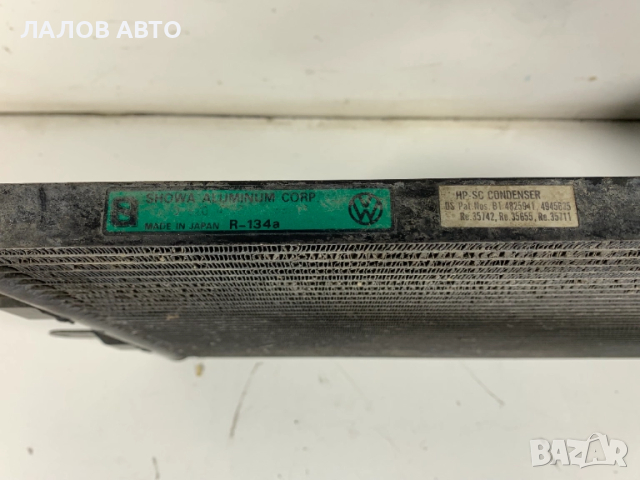 ЛАЛОВ АВТО
SHOWA ALUMINUM CORP
MADE IN JAPAN R-134a
HP-SC CONDENSER
US Pat Nos. B1 4825941, 4945635
Re.35742, Re.35655, Re.35711
BAZAR